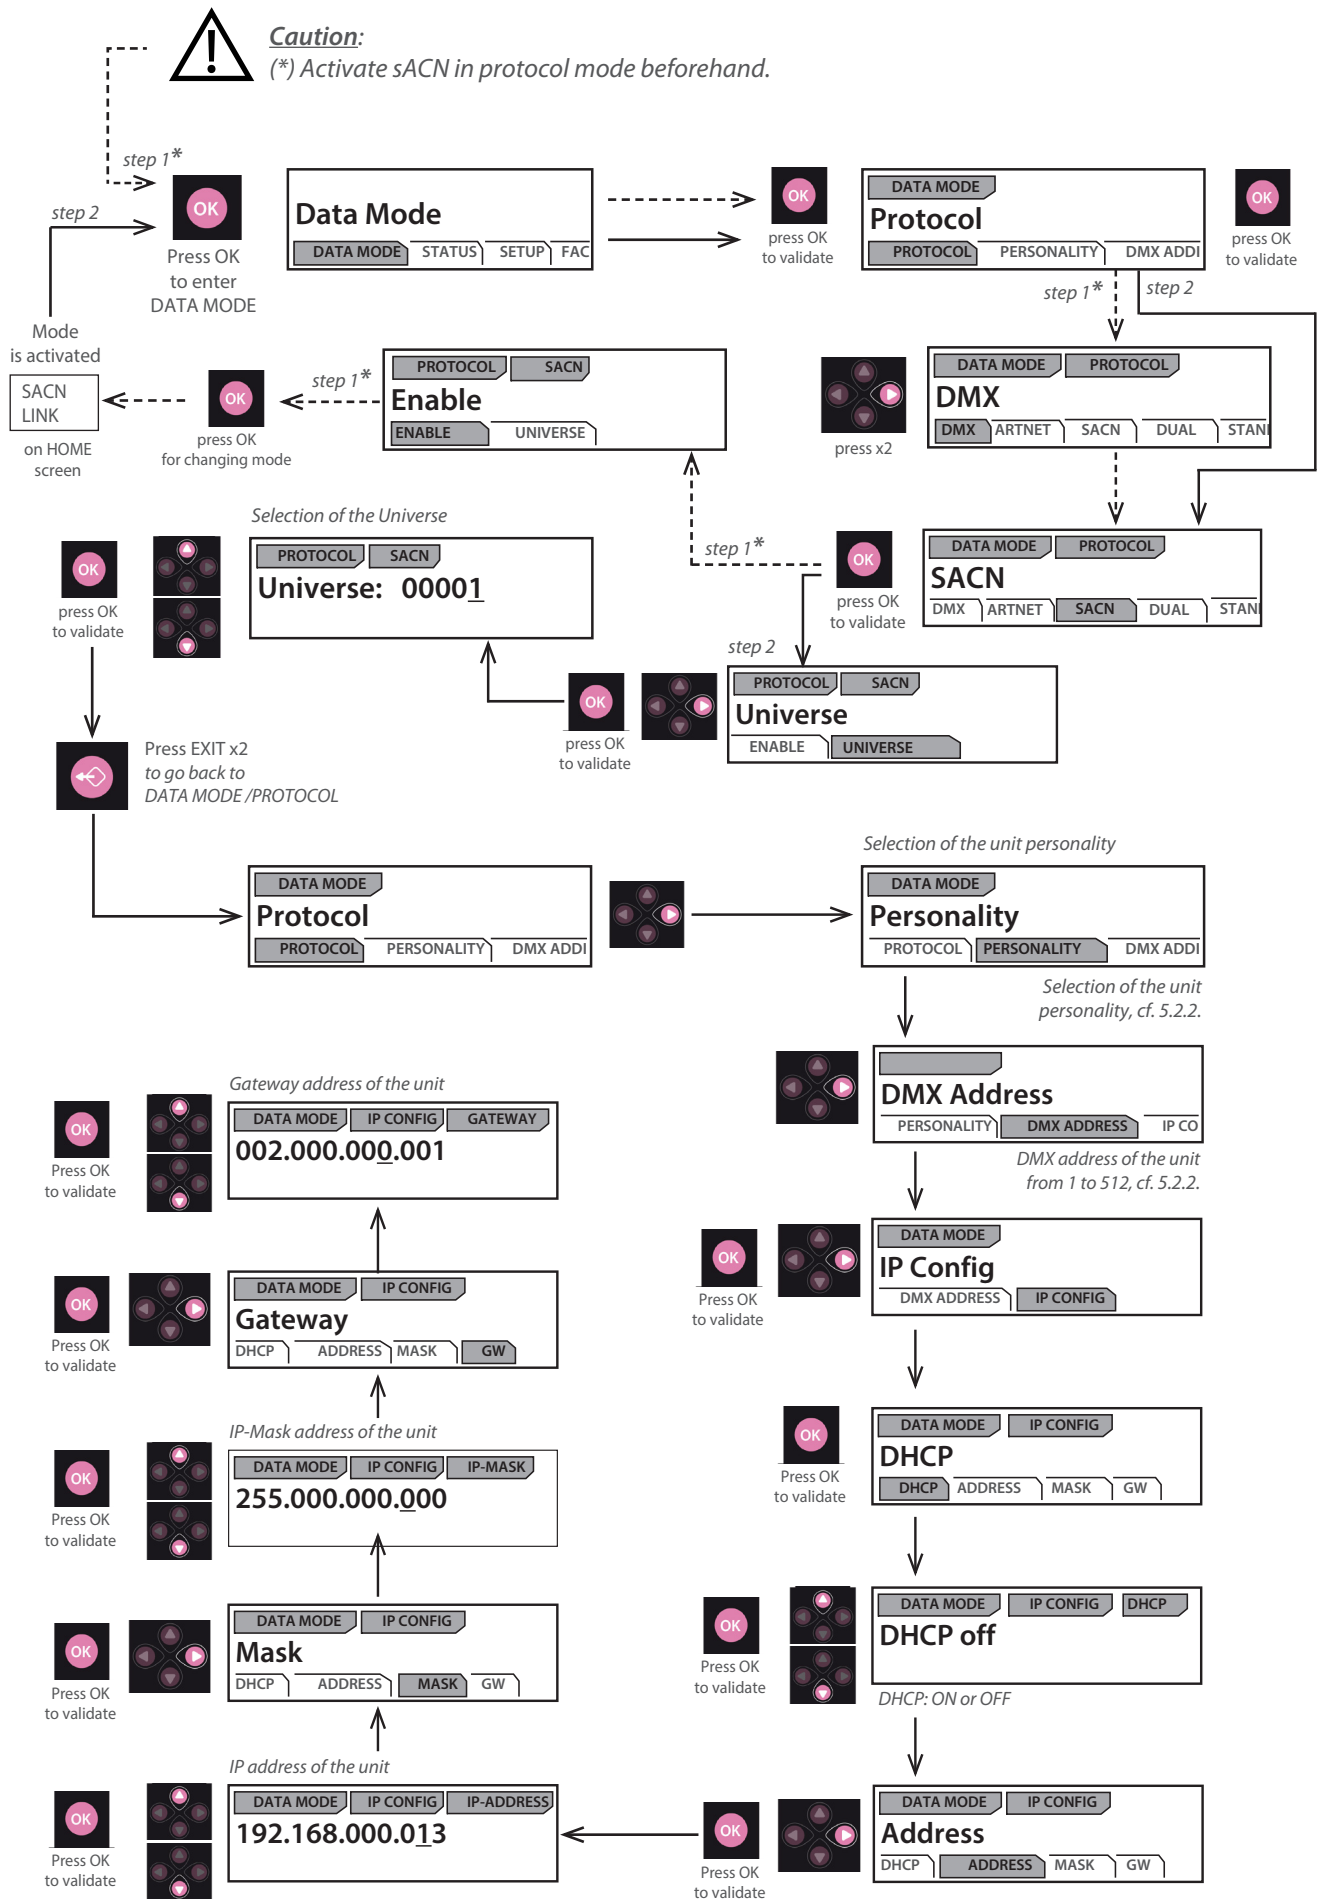 Caution:
(*) Activate sACN in protocol mode beforehand.
step 1*
OK
step 2
Press OK
to enter
DATA MODE
Data Mode
DATA MODE STATUS SETUP FAC
OK
press OK
to validate
DATA MODE
Protocol
PROTOCOL PERSONALITY DMX ADDI
OK
press OK
to validate
step 1*
step 2
Mode
is activated
SACN
LINK
on HOME
screen
OK
press OK
for changing mode
step 1*
PROTOCOL SACN
Enable
ENABLE UNIVERSE
press x2
DATA MODE PROTOCOL
DMX
DMX ARTNET SACN DUAL STANI
Selection of the Universe
OK
press OK
to validate
PROTOCOL SACN
Universe: 00001
step 1*
OK
press OK
to validate
DATA MODE PROTOCOL
SACN
DMX ARTNET SACN DUAL STANI
step 2
OK
press OK
to validate
PROTOCOL SACN
Universe
ENABLE UNIVERSE
Press EXIT x2
to go back to
DATA MODE /PROTOCOL
DATA MODE
Protocol
PROTOCOL PERSONALITY DMX ADDI
Selection of the unit personality
DATA MODE
Personality
PROTOCOL PERSONALITY DMX ADDI
Selection of the unit
personality, cf. 5.2.2.
DMX Address
PERSONALITY DMX ADDRESS IP CO
DMX address of the unit
from 1 to 512, cf. 5.2.2.
OK
Press OK
to validate
DATA MODE
IP Config
DMX ADDRESS IP CONFIG
OK
Press OK
to validate
DATA MODE IP CONFIG
DHCP
DHCP ADDRESS MASK GW
OK
Press OK
to validate
DATA MODE IP CONFIG DHCP
DHCP off
DHCP: ON or OFF
OK
Press OK
to validate
DATA MODE IP CONFIG
Address
DHCP ADDRESS MASK GW
IP address of the unit
OK
Press OK
to validate
DATA MODE IP CONFIG IP-ADDRESS
192.168.000.013
OK
Press OK
to validate
DATA MODE IP CONFIG
Mask
DHCP ADDRESS MASK GW
IP-Mask address of the unit
OK
Press OK
to validate
DATA MODE IP CONFIG IP-MASK
255.000.000.000
OK
Press OK
to validate
DATA MODE IP CONFIG
Gateway
DHCP ADDRESS MASK GW
Gateway address of the unit
OK
Press OK
to validate
DATA MODE IP CONFIG GATEWAY
002.000.000.001